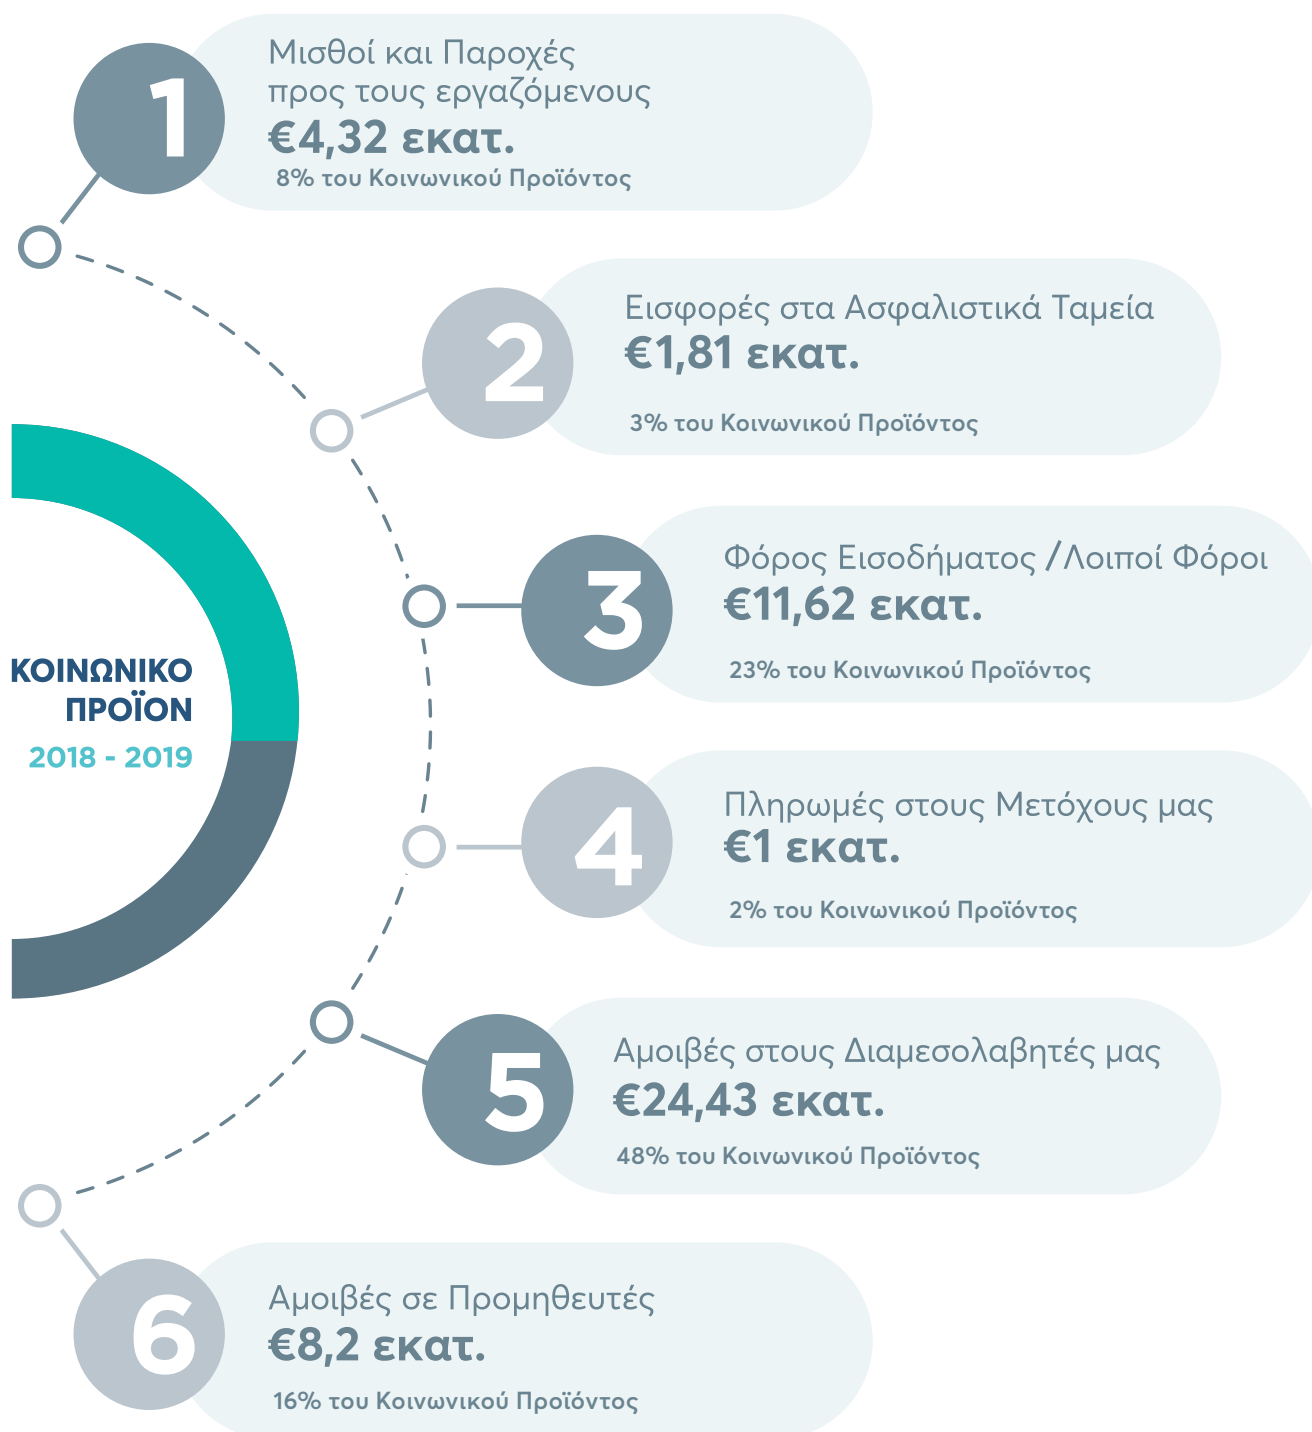 1
Μισθοί και Παροχές
προς τους εργαζόμενους
€4,32 εκατ.
8% του Κοινωνικού Προϊόντος
2
Εισφορές στα Ασφαλιστικά Ταμεία
€1,81 εκατ.
3% του Κοινωνικού Προϊόντος
3
Φόρος Εισοδήματος /Λοιποί Φόροι
€11,62 εκατ.
23% του Κοινωνικού Προϊόντος
ΚΟΙΝΩΝΙΚΟ
ΠΡΟΪΟΝ
2018 - 2019
4
Πληρωμές στους Μετόχους μας
€1 εκατ.
2% του Κοινωνικού Προϊόντος
5
Αμοιβές στους Διαμεσολαβητές μας
€24,43 εκατ.
48% του Κοινωνικού Προϊόντος
6
Αμοιβές σε Προμηθευτές
€8,2 εκατ.
16% του Κοινωνικού Προϊόντος